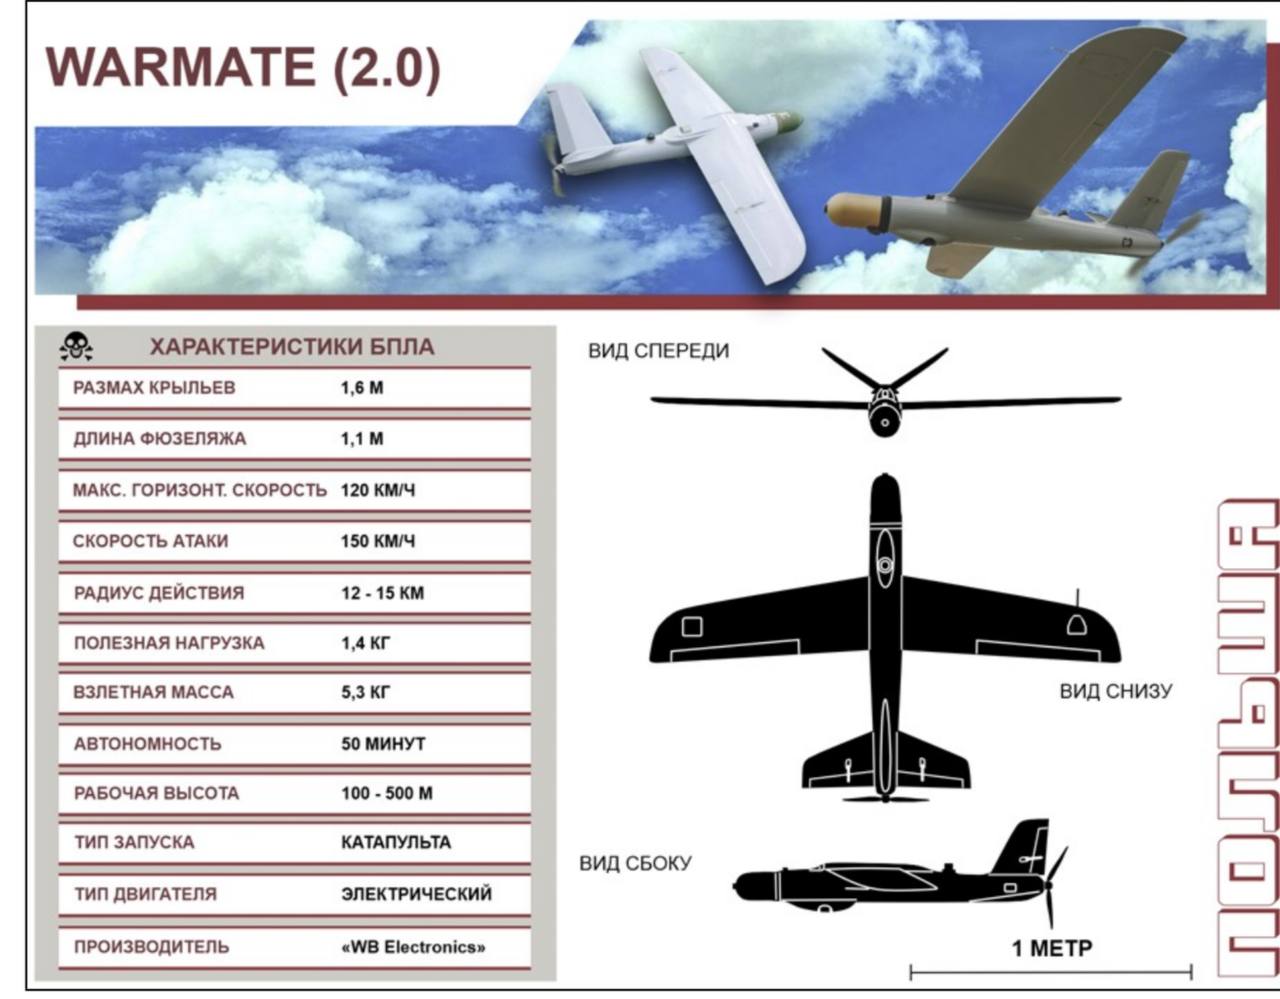 WARMATE (2.0)
ХАРАКТЕРИСТИКИ БПЛА
РАЗМАХ КРЫЛЬЕВ 1,6 М
ДЛИНА ФЮЗЕЛЯЖА 1,1 М
МАКС. ГОРИЗОНТ. СКОРОСТЬ 120 КМ/Ч
СКОРОСТЬ АТАКИ 150 КМ/Ч
РАДИУС ДЕЙСТВИЯ 12 - 15 КМ
ПОЛЕЗНАЯ НАГРУЗКА 1,4 КГ
ВЗЛЕТНАЯ МАССА 5,3 КГ
АВТОНОМНОСТЬ 50 МИНУТ
РАБОЧАЯ ВЫСОТА 100 - 500 М
ТИП ЗАПУСКА КАТАПУЛЬТА
ТИП ДВИГАТЕЛЯ ЭЛЕКТРИЧЕСКИЙ
ПРОИЗВОДИТЕЛЬ «WB Electronics»
ВИД СПЕРЕДИ
ВИД СНИЗУ
ВИД СБОКУ
1 МЕТР
ПОЛЬША